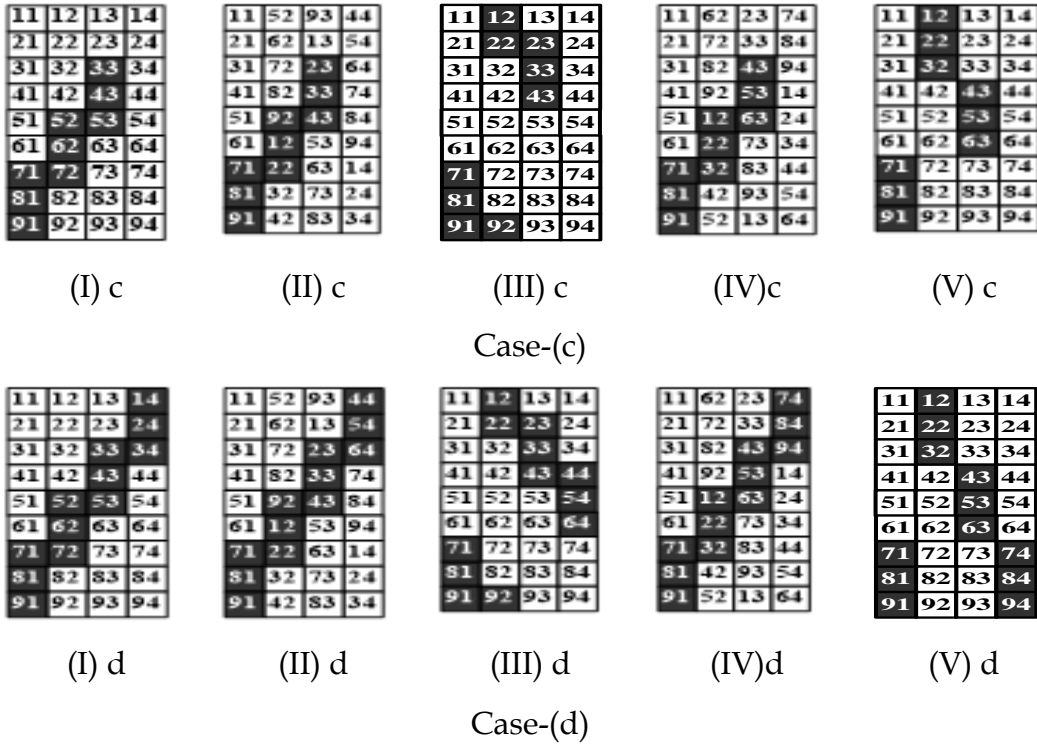 11 12 13 14 11 52 93 44 11 12 13 14 11 62 23 74 11 12 13 14
21 22 23 24 21 62 13 54 21 22 23 24 21 72 33 84 21 22 23 24
31 32 33 34 31 72 23 64 31 32 33 34 31 82 43 94 31 32 33 34
41 42 43 44 41 82 33 74 41 42 43 44 41 92 53 14 41 42 43 44
51 52 53 54 51 92 43 84 51 52 53 54 51 12 63 24 51 52 53 54
61 62 63 64 61 12 53 94 61 62 63 64 61 22 73 34 61 62 63 64
71 72 73 74 71 22 63 14 71 72 73 74 71 32 83 44 71 72 73 74
81 82 83 84 81 32 73 24 81 82 83 84 81 42 93 54 81 82 83 84
91 92 93 94 91 42 83 34 91 92 93 94 91 52 13 64 91 92 93 94
(I) c (II) c (III) c (IV)c (V) c
Case-(c)
11 12 13 14 11 52 93 44 11 12 13 14 11 62 23 74 11 12 13 14
21 22 23 24 21 62 13 54 21 22 23 24 21 72 33 84 21 22 23 24
31 32 33 34 31 72 23 64 31 32 33 34 31 82 43 94 31 32 33 34
41 42 43 44 41 82 33 74 41 42 43 44 41 92 53 14 41 42 43 44
51 52 53 54 51 92 43 84 51 52 53 54 51 12 63 24 51 52 53 54
61 62 63 64 61 12 53 94 61 62 63 64 61 22 73 34 61 62 63 64
71 72 73 74 71 22 63 14 71 72 73 74 71 32 83 44 71 72 73 74
81 82 83 84 81 32 73 24 81 82 83 84 81 42 93 54 81 82 83 84
91 92 93 94 91 42 83 34 91 92 93 94 91 52 13 64 91 92 93 94
(I) d (II) d (III) d (IV)d (V) d
Case-(d)